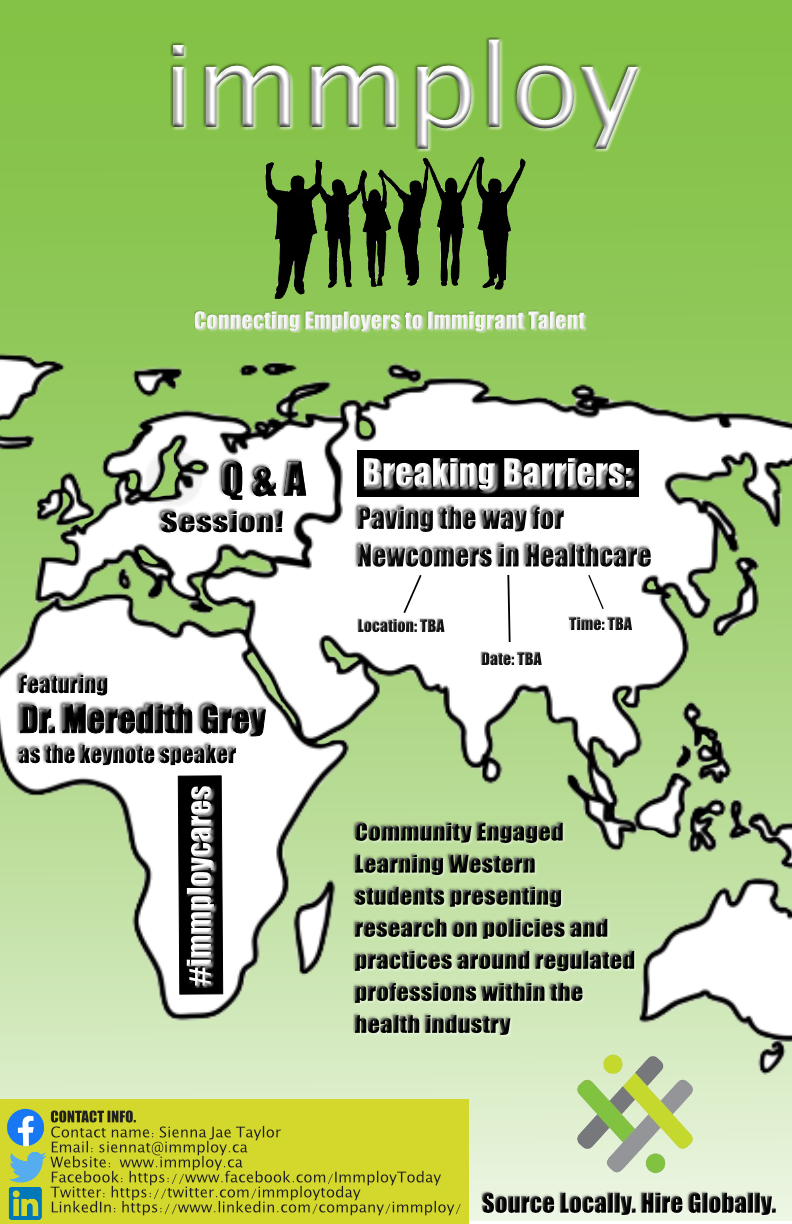 immploy
Connecting Employers to Immigrant Talent
Q & A
Session!
Breaking Barriers:
Paving the way for
Newcomers in Healthcare
Location: TBA
Date: TBA
Time: TBA
Featuring
Dr. Meredith Grey
as the keynote speaker
#immploycares
Community Engaged
Learning Western
students presenting
research on policies and
practices around regulated
professions within the
health industry
CONTACT INFO.
Contact name: Sienna Jae Taylor
Email: siennat@immploy.ca
Website: www.immploy.ca
Facebook: https://www.facebook.com/ImmployToday
Twitter: https://twitter.com/immploytoday
LinkedIn: https://www.linkedin.com/company/immploy/
Source Locally. Hire Globally.